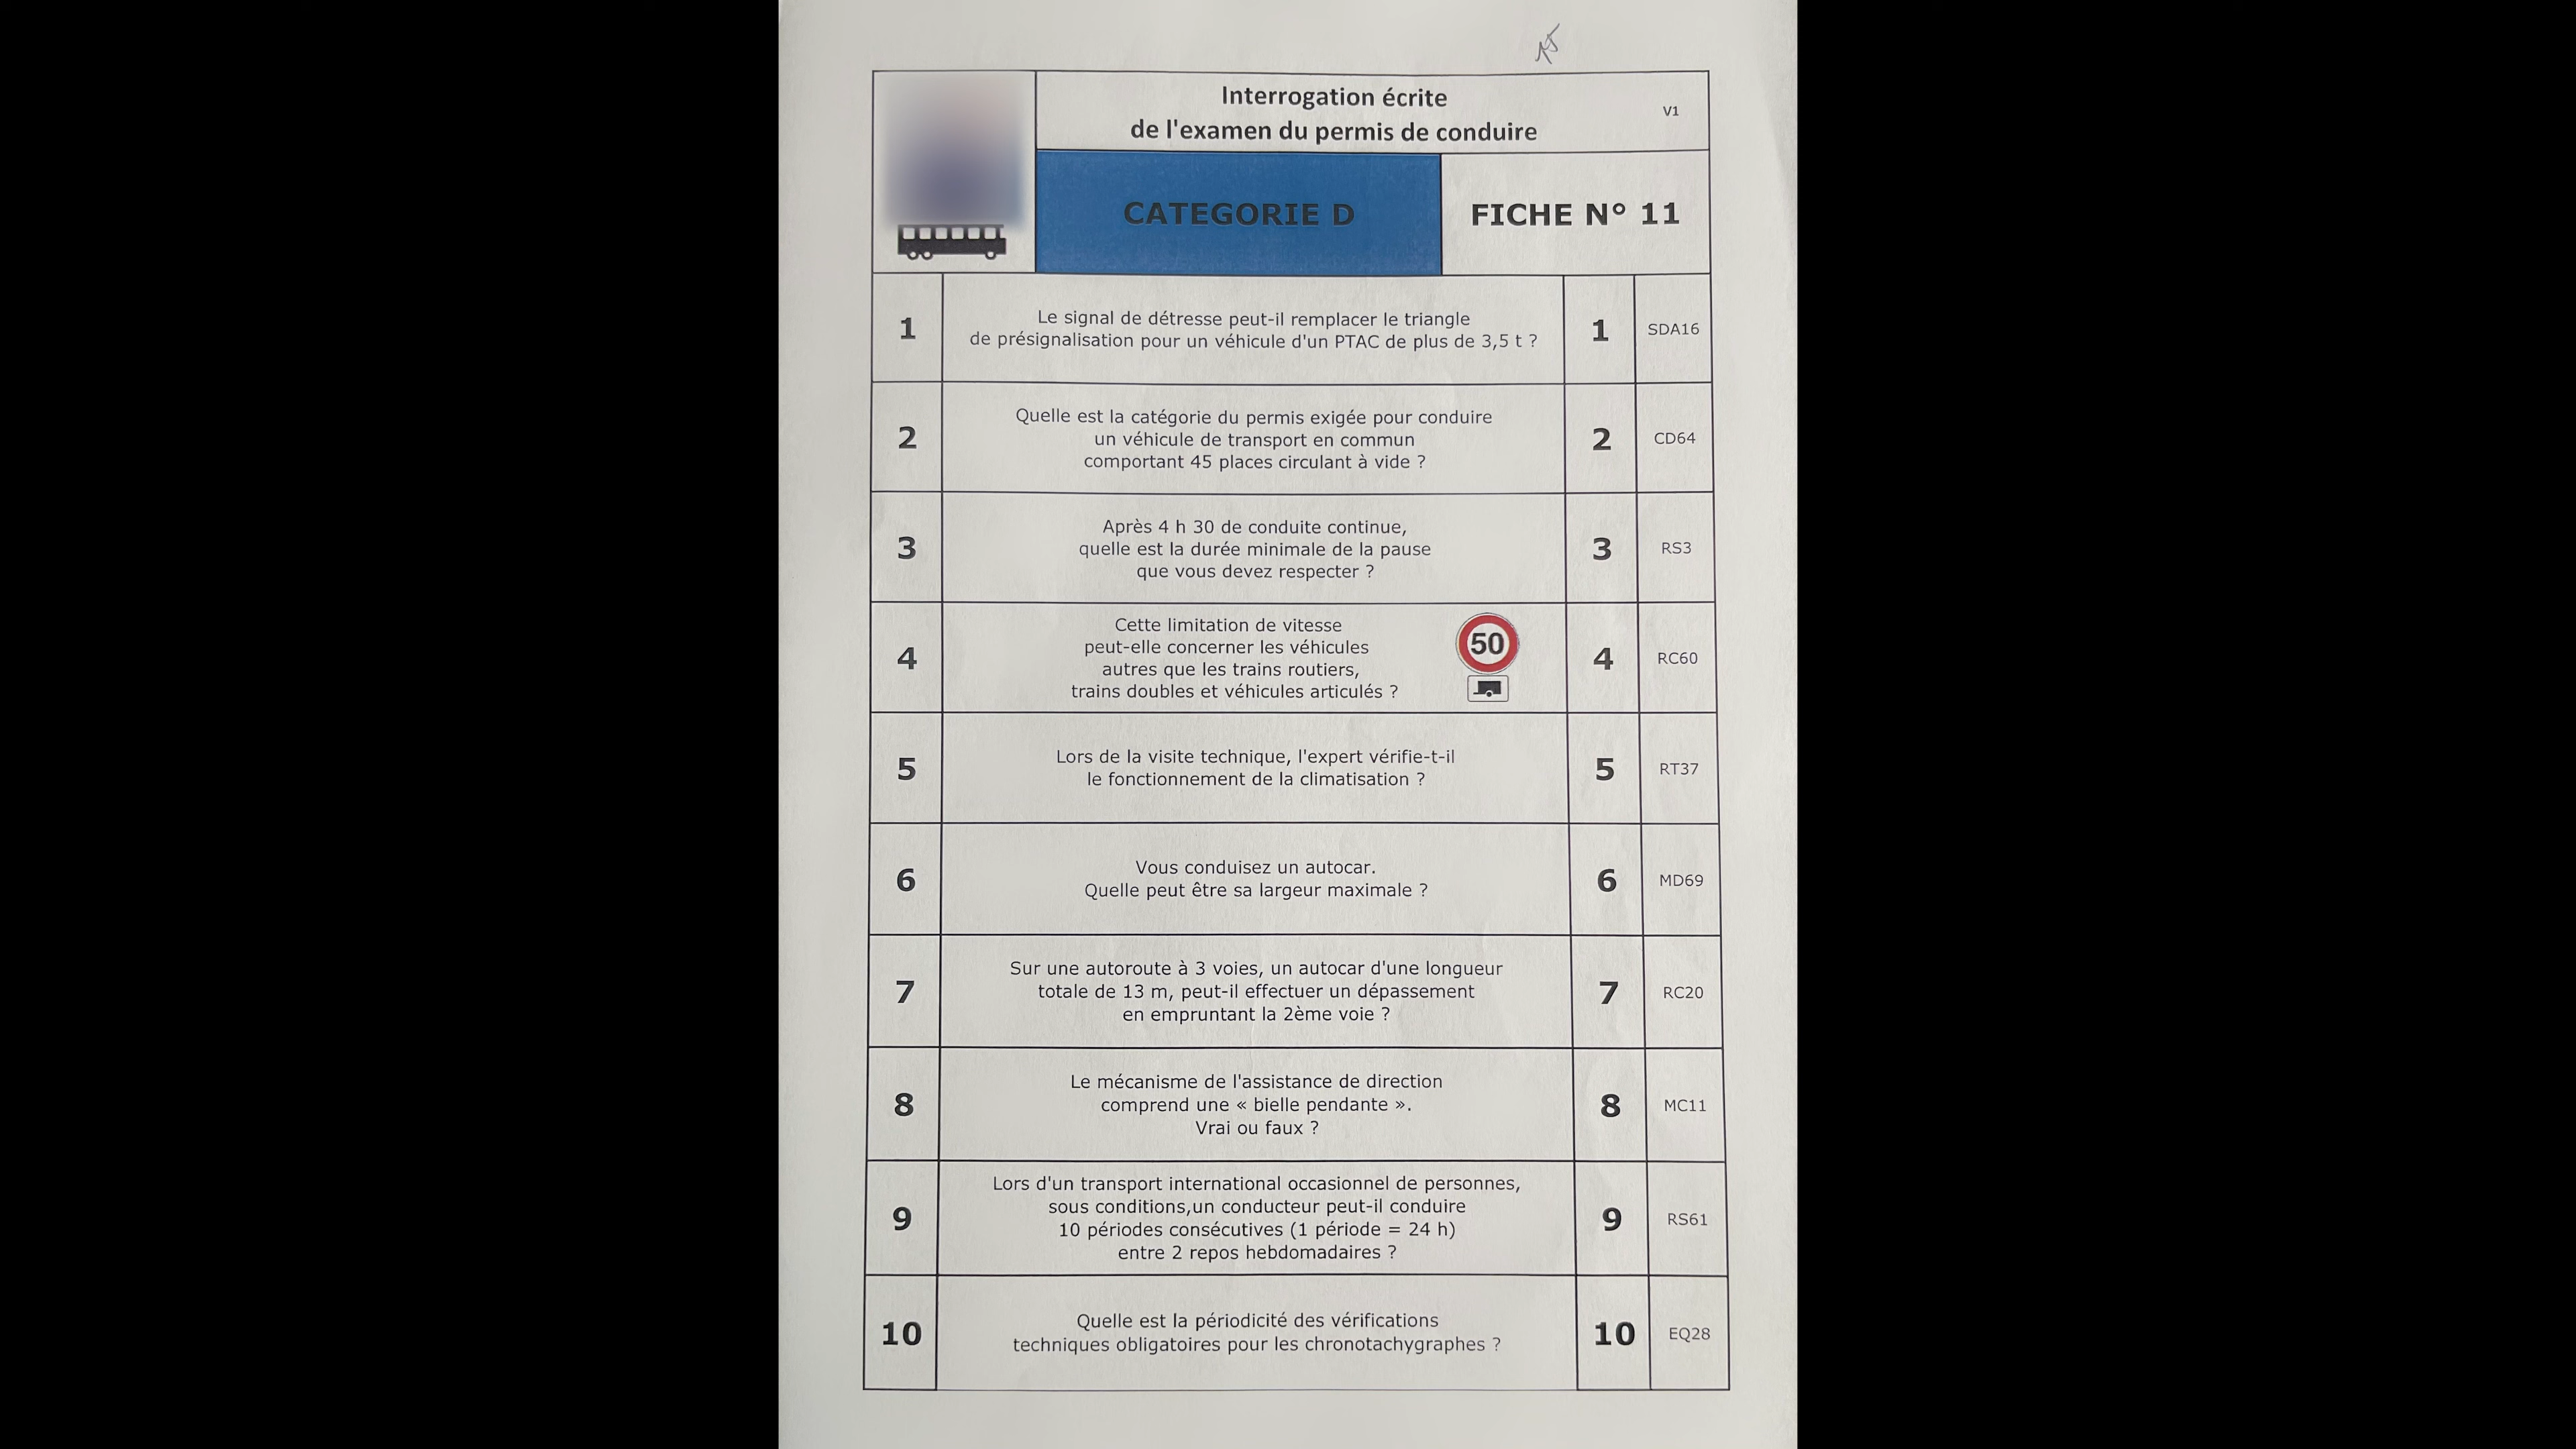 Interrogation écrite
de l'examen du permis de conduire
V1
CATEGORIE D
FICHE N° 11
1
Le signal de détresse peut-il remplacer le triangle
de présignalisation pour un véhicule d'un PTAC de plus de 3,5 t ?
1
SDA16
2
Quelle est la catégorie du permis exigée pour conduire
un véhicule de transport en commun
comportant 45 places circulant à vide ?
2
CD64
3
Après 4 h 30 de conduite continue,
quelle est la durée minimale de la pause
que vous devez respecter ?
3
RS3
4
Cette limitation de vitesse
peut-elle concerner les véhicules
autres que les trains routiers,
trains doubles et véhicules articulés ?
50
4
RC60
5
Lors de la visite technique, l'expert vérifie-t-il
le fonctionnement de la climatisation ?
5
RT37
6
Vous conduisez un autocar.
Quelle peut être sa largeur maximale ?
6
MD69
7
Sur une autoroute à 3 voies, un autocar d'une longueur
totale de 13 m, peut-il effectuer un dépassement
en empruntant la 2ème voie ?
7
RC20
8
Le mécanisme de l'assistance de direction
comprend une « bielle pendante ».
Vrai ou faux ?
8
MC11
9
Lors d'un transport international occasionnel de personnes,
sous conditions,un conducteur peut-il conduire
10 périodes consécutives (1 période = 24 h)
entre 2 repos hebdomadaires ?
9
RS61
10
Quelle est la périodicité des vérifications
techniques obligatoires pour les chronotachygraphes ?
10
EQ28